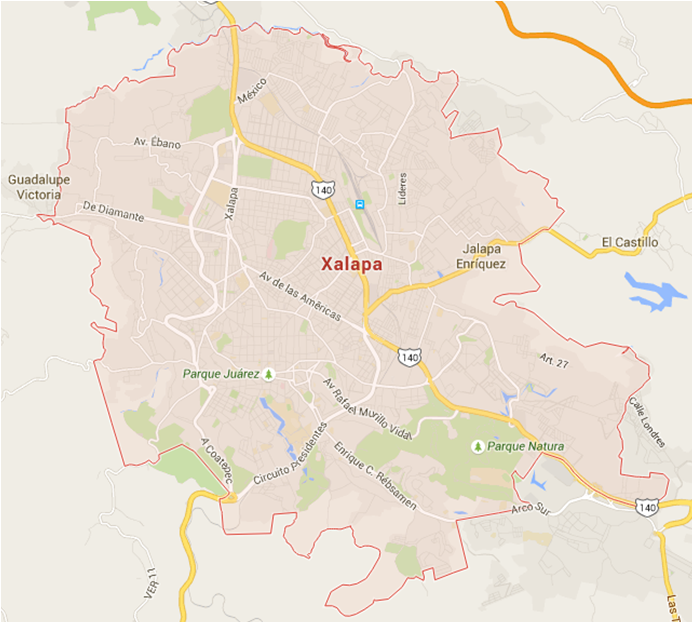 México
Av. Ébano
Guadalupe
Victoria
140
Líderes
Xalapa
De Diamante
El Castillo
Jalapa
Enríquez
Xalapa
Av de las Américas
140
Art. 27
Parque Juárez
Av Rafael Murillo Vidal
Calle Londres
A Coatepec
Circuito Presidentes
Enrique C. Rébsamen
Parque Natura
Arco Sur
140
VER 11
Las T